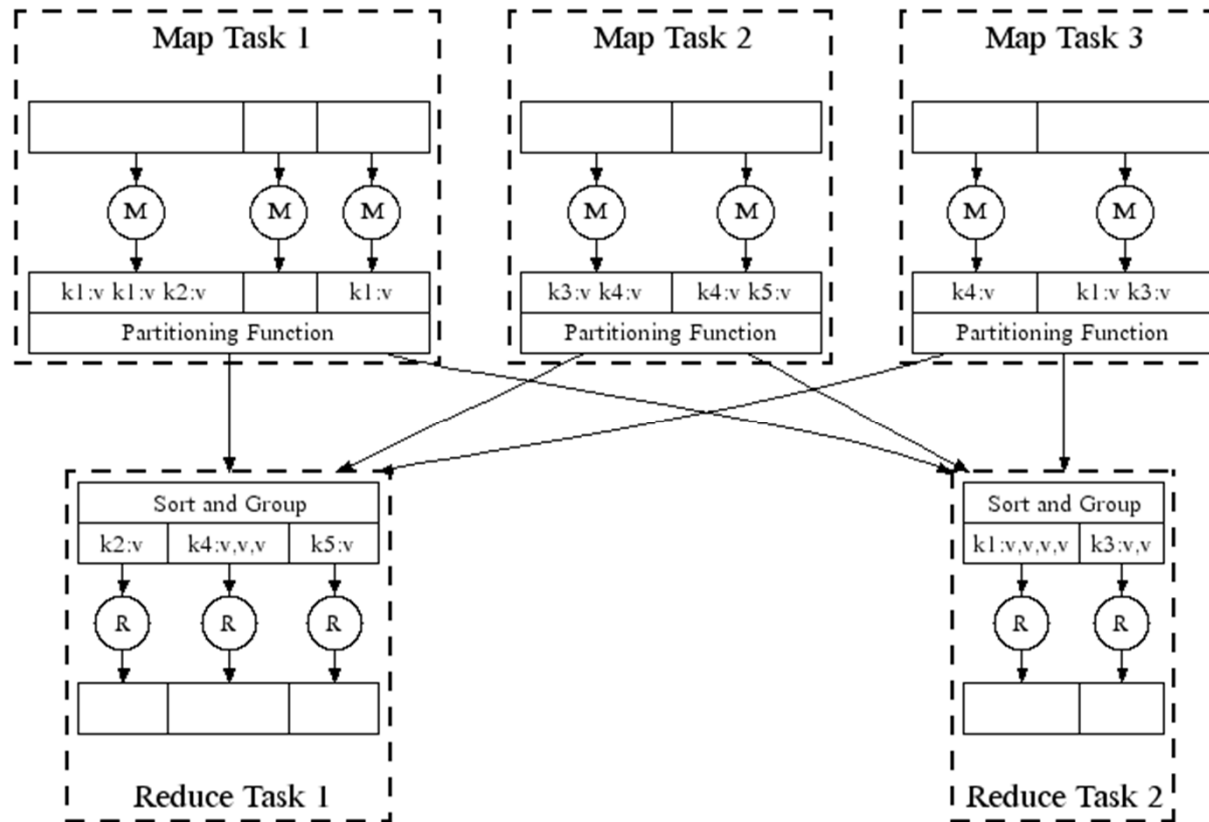 Map Task 1
Map Task 2
Map Task 3
M
M
M
M
M
M
M
k1:v k1:v k2:v
k1:v
k3:v k4:v
k4:v k5:v
k4:v
k1:v k3:v
Partitioning Function
Partitioning Function
Partitioning Function
Sort and Group
Sort and Group
k2:v
k4:v,v,v
k5:v
k1:v,v,v,v
k3:v,v
R
R
R
R
R
Reduce Task 1
Reduce Task 2